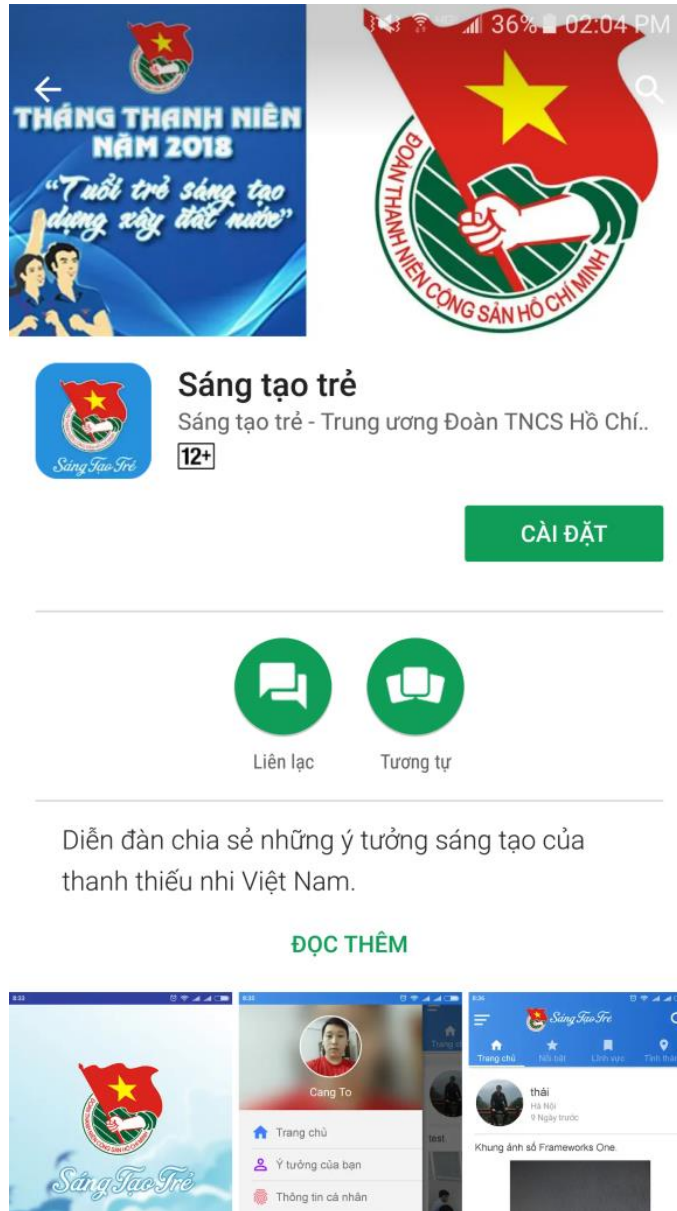 36% 02:04 PM
THÁNG THANH NIÊN
NĂM 2018
"Tuổi trẻ sáng tạo
dựng xây đất nước"
ĐOÀN THANH NIÊN CỘNG SẢN HỒ CHÍ MINH
Sáng tạo trẻ
Sáng tạo trẻ - Trung ương Đoàn TNCS Hồ Chí..
12+
Sáng Tạo Trẻ
CÀI ĐẶT
Liên lạc
Tương tự
Diễn đàn chia sẻ những ý tưởng sáng tạo của
thanh thiếu nhi Việt Nam.
ĐỌC THÊM
8:33
Sáng Tạo Trẻ
Cang To
Trang chủ
Ý tưởng của bạn
Thông tin cá nhân
test
8:36
Sáng Tạo Trẻ
Trang chủ
Nổi bật
Lĩnh vực
thái
Hà Nội
9 Ngày trước
Khung ảnh số Frameworks One.